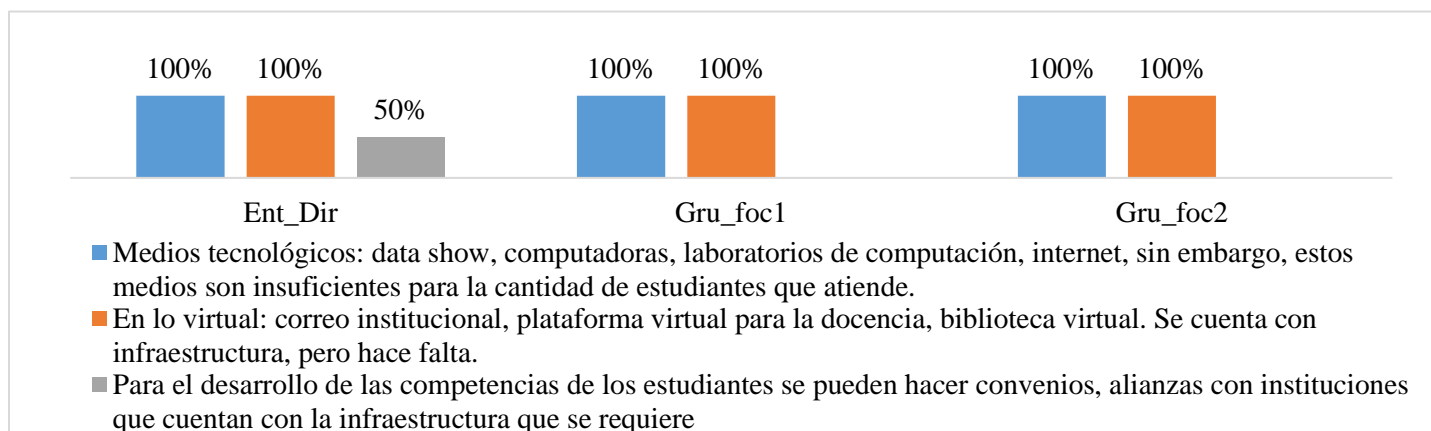 100% 100% 100% 100% 100% 100%
50%
Ent_Dir Gru_foc1 Gru_foc2
Medios tecnológicos: data show, computadoras, laboratorios de computación, internet, sin embargo, estos
medios son insuficientes para la cantidad de estudiantes que atiende.
En lo virtual: correo institucional, plataforma virtual para la docencia, biblioteca virtual. Se cuenta con
infraestructura, pero hace falta.
Para el desarrollo de las competencias de los estudiantes se pueden hacer convenios, alianzas con instituciones
que cuentan con la infraestructura que se requiere